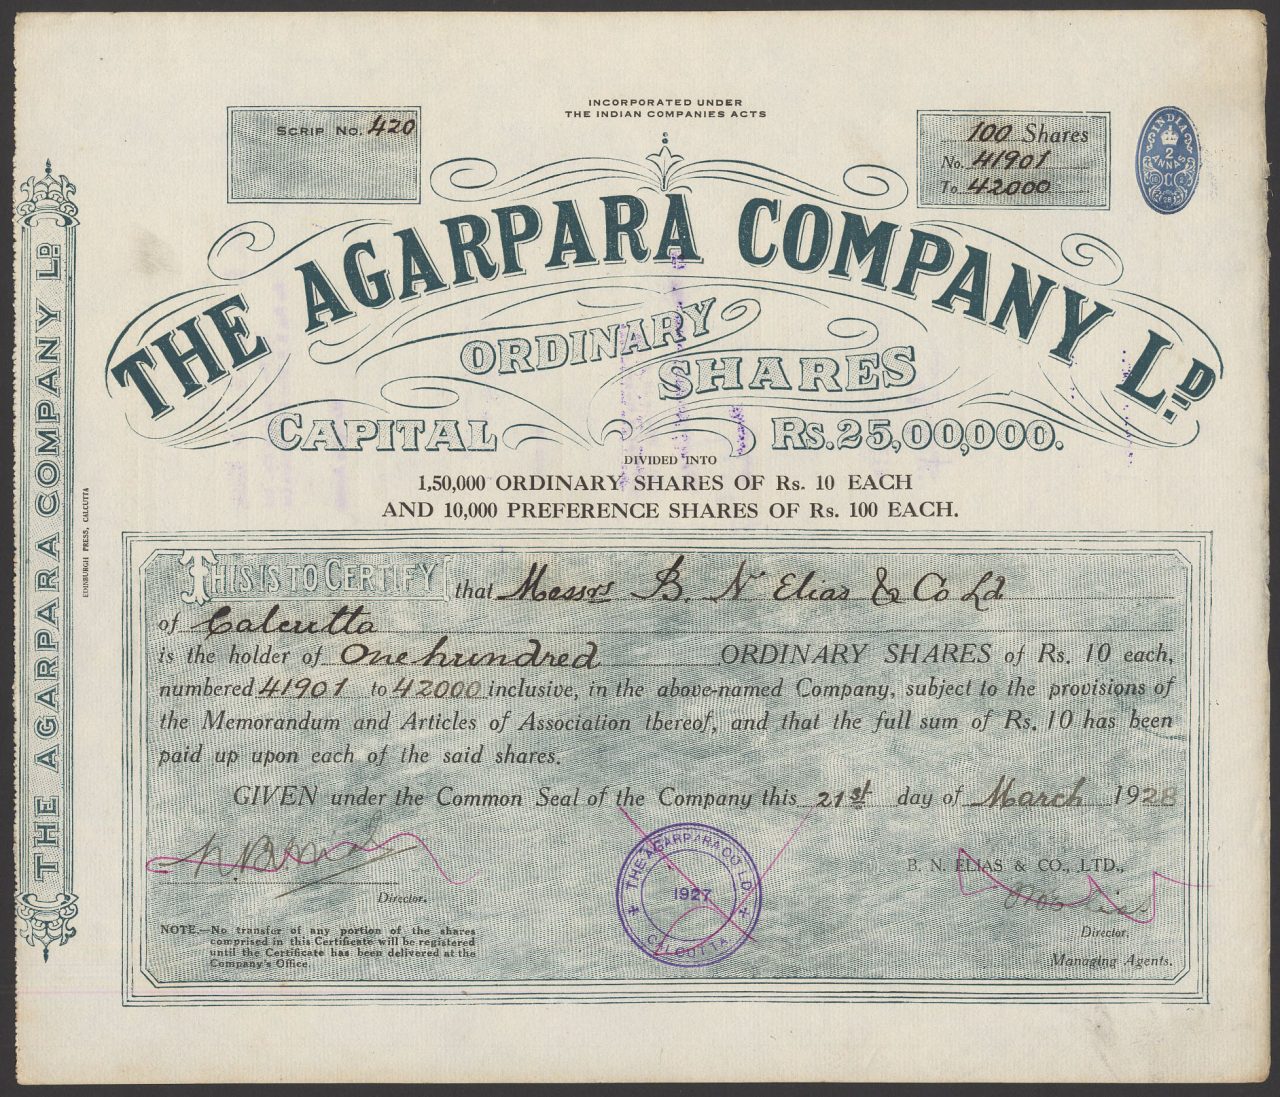 INCORPORATED UNDER
THE INDIAN COMPANIES ACTS
SCRIP NO. 420
100 Shares
No. 41901
To 42000
INDIA
2
ANNAS
THE AGARPARA COMPANY LD
ORDINARY
SHARES
CAPITAL RS. 25,00,000.
DIVIDED INTO
1,50,000 ORDINARY SHARES OF Rs. 10 EACH
AND 10,000 PREFERENCE SHARES OF Rs. 100 EACH.
THE AGARPARA COMPANY LD
EDINBURGH PRESS, CALCUTTA
THIS IS TO CERTIFY that Messrs B. N Elias & Co Ld
of Calcutta
is the holder of One hundred ORDINARY SHARES of Rs. 10 each,
numbered 41901 to 42000 inclusive, in the above-named Company, subject to the provisions of
the Memorandum and Articles of Association thereof, and that the full sum of Rs. 10 has been
paid up upon each of the said shares.
GIVEN under the Common Seal of the Company this 21st day of March 1928
THE AGARPARA CO LD.
1927
CALCUTTA
B. N. ELIAS & CO., LTD.,
Director.
Director,
Managing Agents.
NOTE.—No transfer of any portion of the shares
comprised in this Certificate will be registered
until the Certificate has been delivered at the
Company's Office